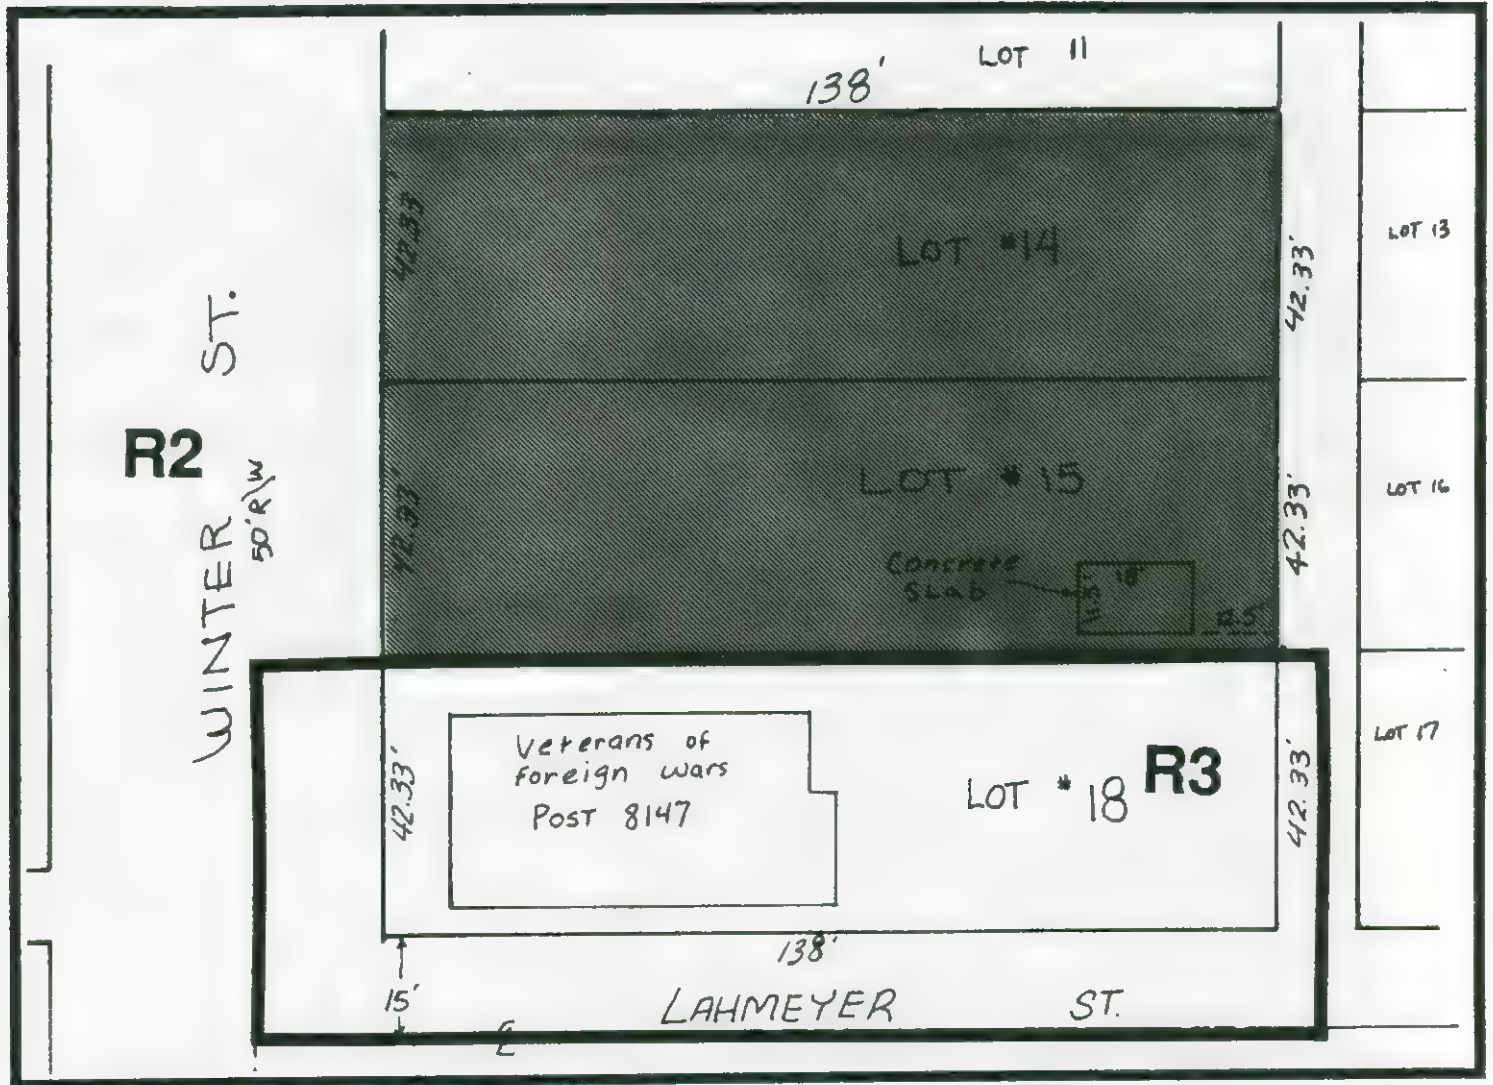 LOT 11
138'
42.33'
LOT #14
42.33'
LOT 13
WINTER ST.
50' R\W
R2
42.33'
LOT #15
42.33'
LOT 16
Concrete
Slab
18'
VETERANS of
foreign wars
POST 8147
42.33'
LOT #18
R3
42.33'
LOT 17
138'
15'
LAHMEYER ST.